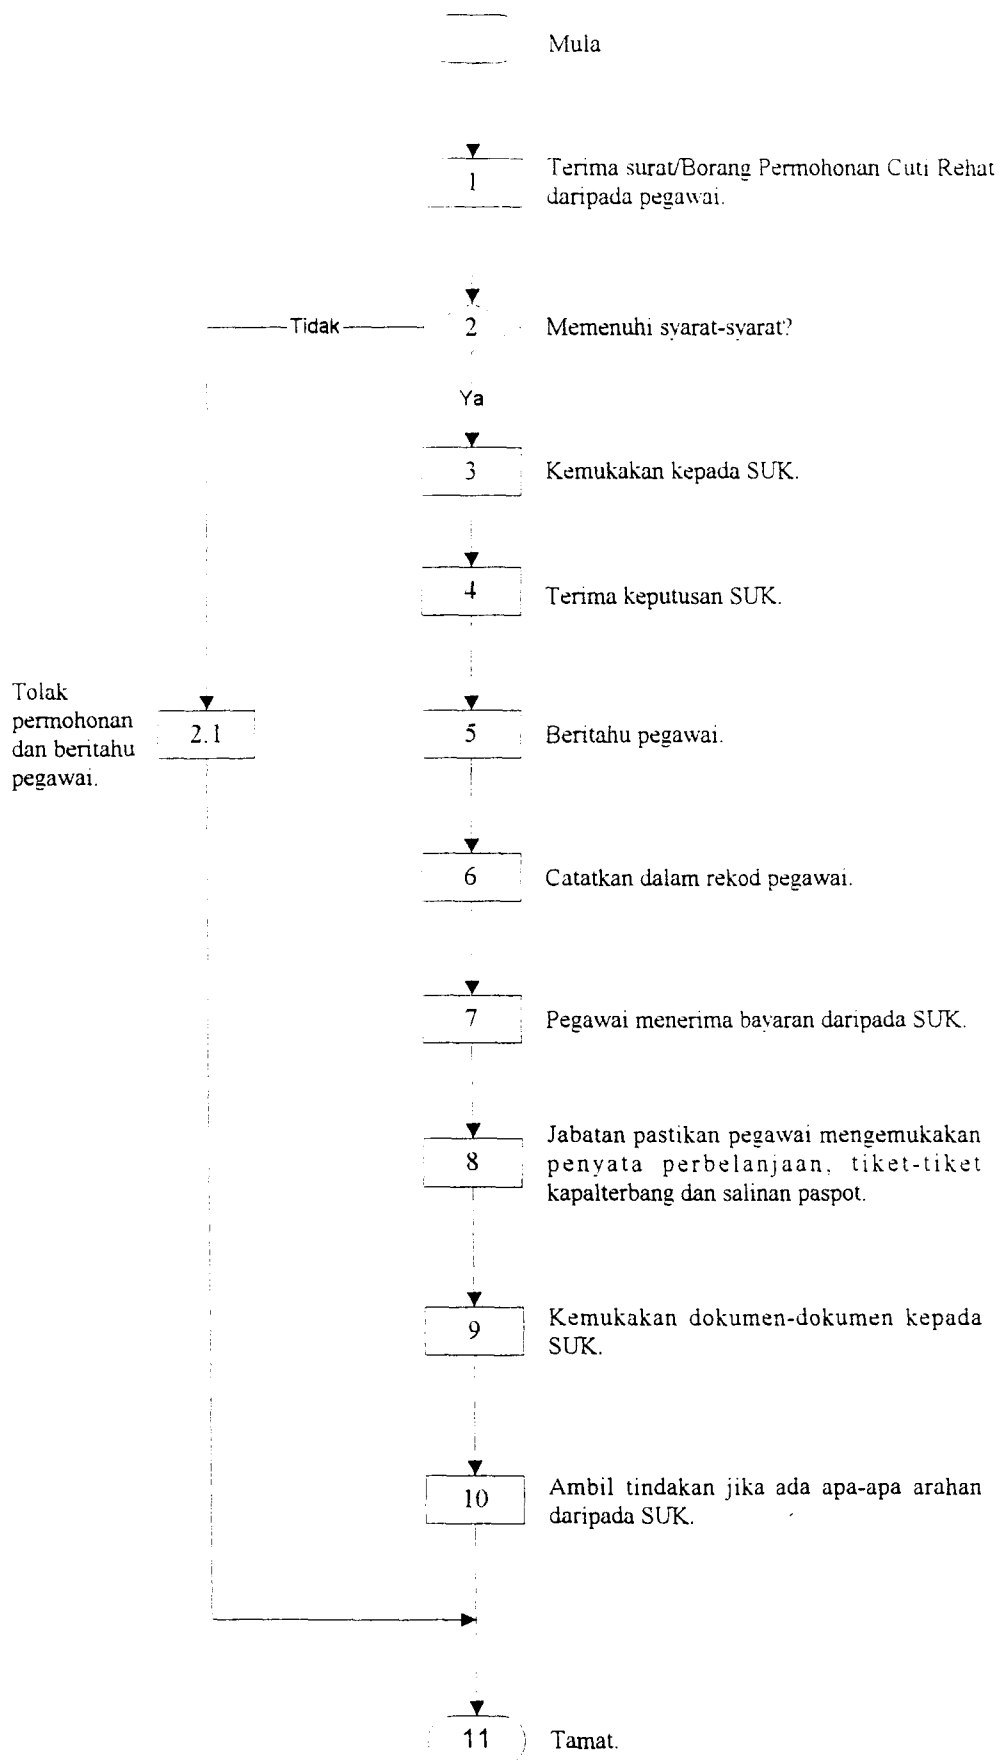 Mula
1
Terima surat/Borang Permohonan Cuti Rehat
daripada pegawai.
Tidak
2
Memenuhi syarat-syarat?
Ya
3
Kemukakan kepada SUK.
4
Terima keputusan SUK.
Tolak
permohonan
dan beritahu
pegawai.
2.1
5
Beritahu pegawai.
6
Catatkan dalam rekod pegawai.
7
Pegawai menerima bayaran daripada SUK.
8
Jabatan pastikan pegawai mengemukakan
penyata perbelanjaan, tiket-tiket
kapalterbang dan salinan paspot.
9
Kemukakan dokumen-dokumen kepada
SUK.
10
Ambil tindakan jika ada apa-apa arahan
daripada SUK.
11
Tamat.